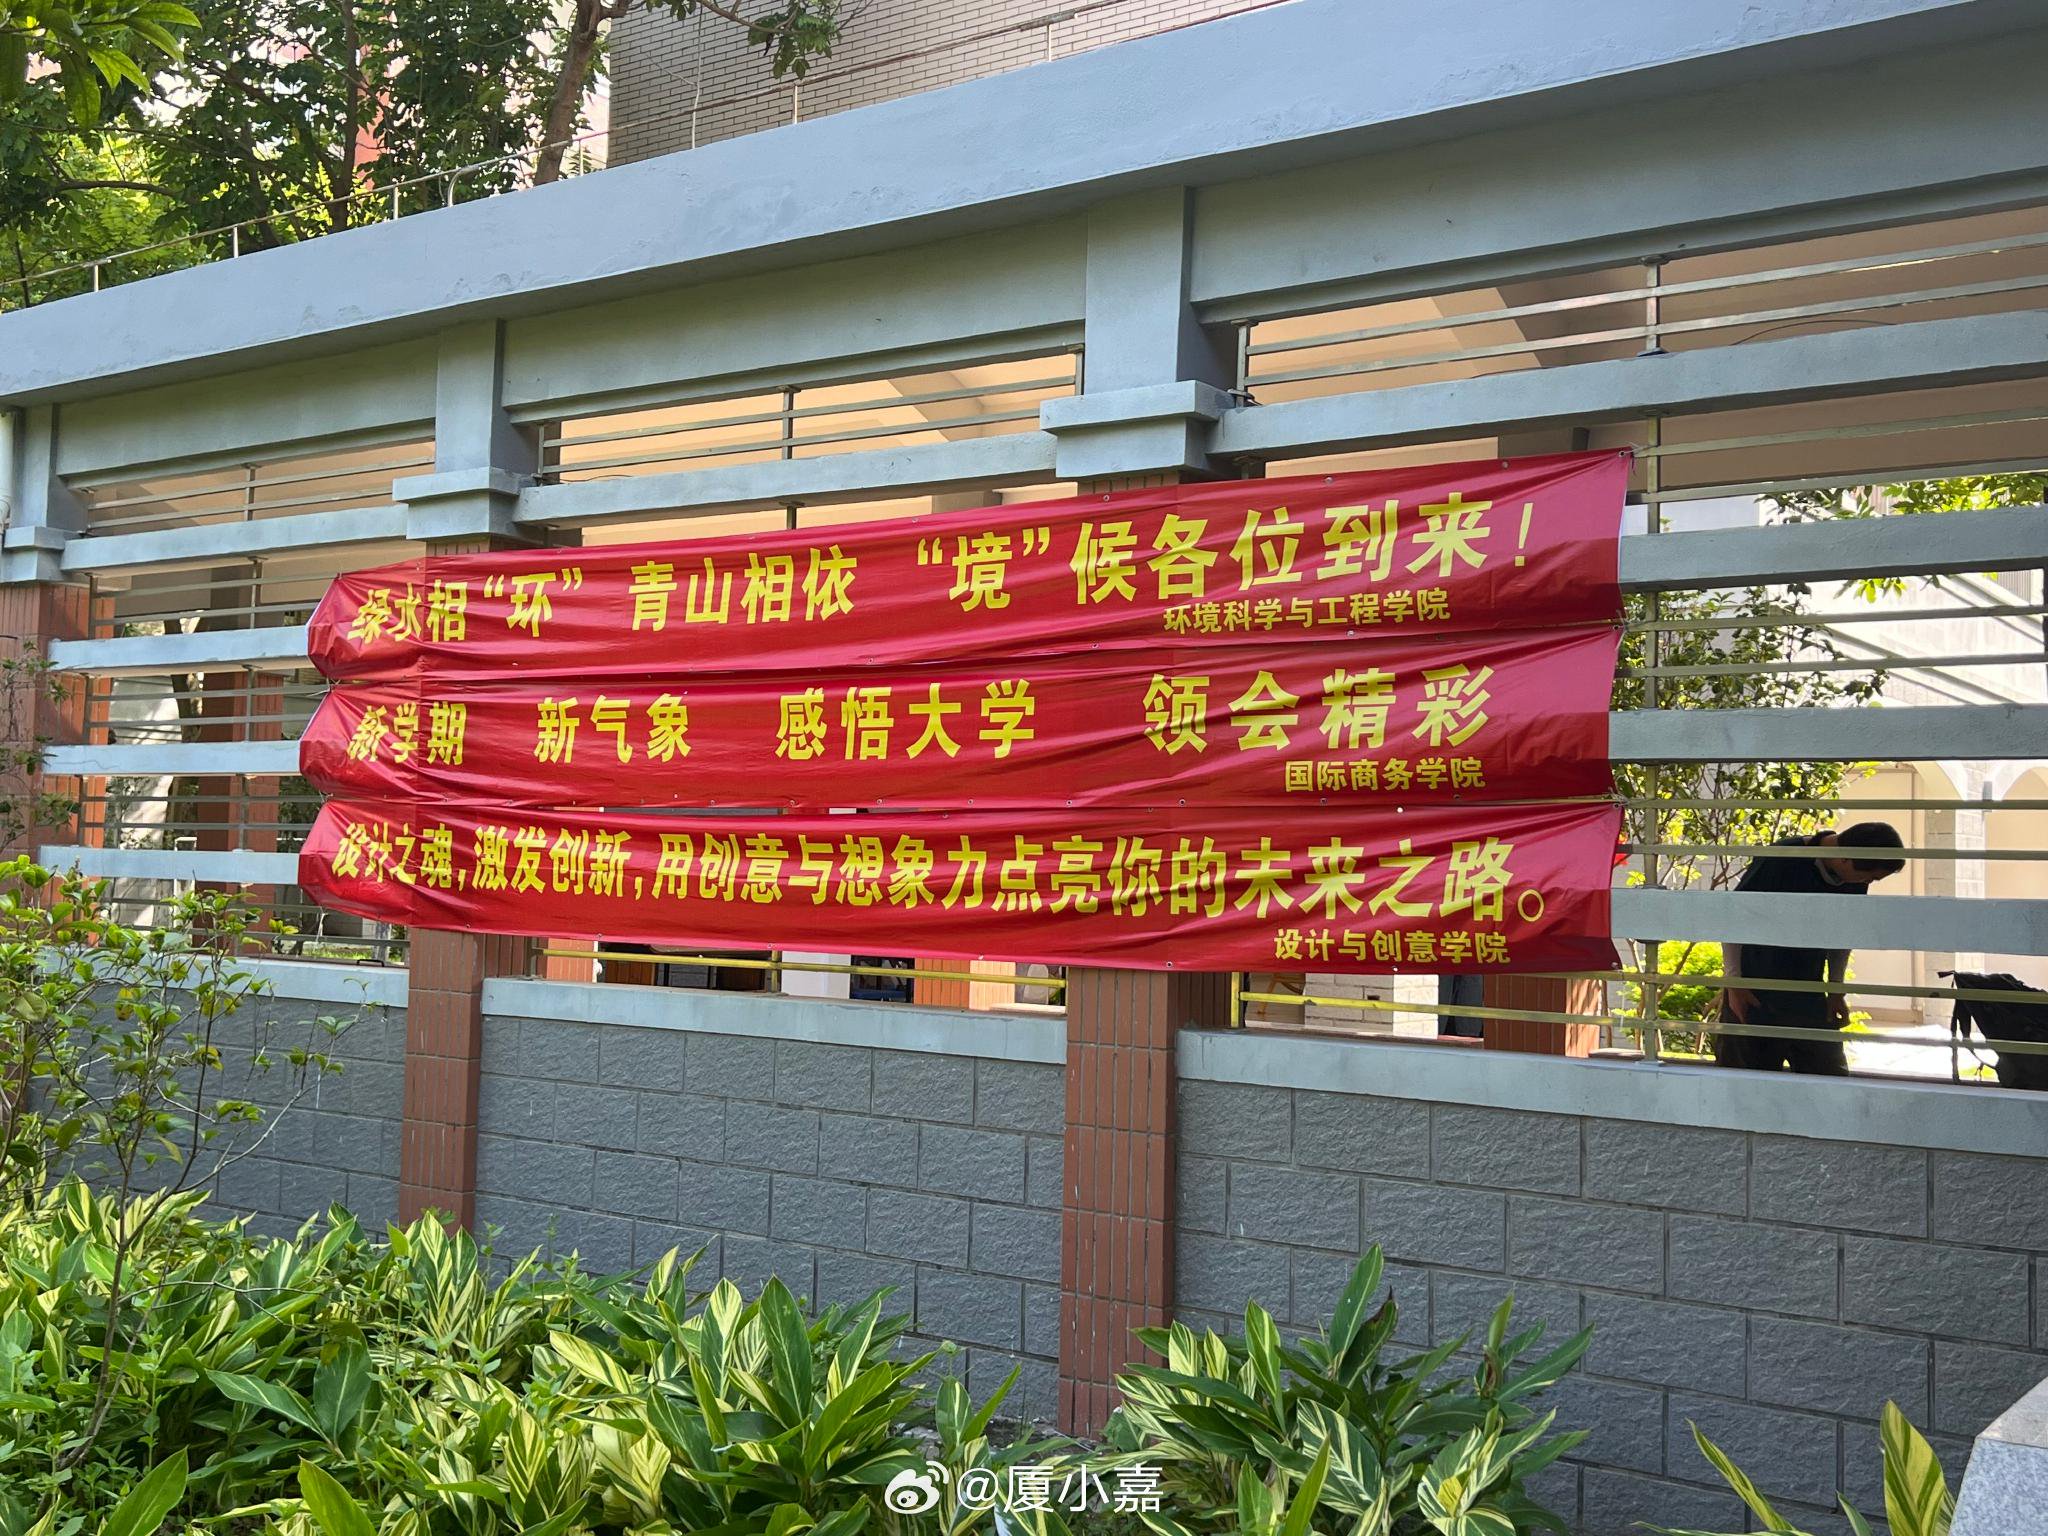 绿水相“环” 青山相依 “境”候各位到来！
环境科学与工程学院
新学期 新气象 感悟大学 领会精彩
国际商务学院
设计之魂，激发创新，用创意与想象力点亮你的未来之路。
设计与创意学院
@厦小嘉